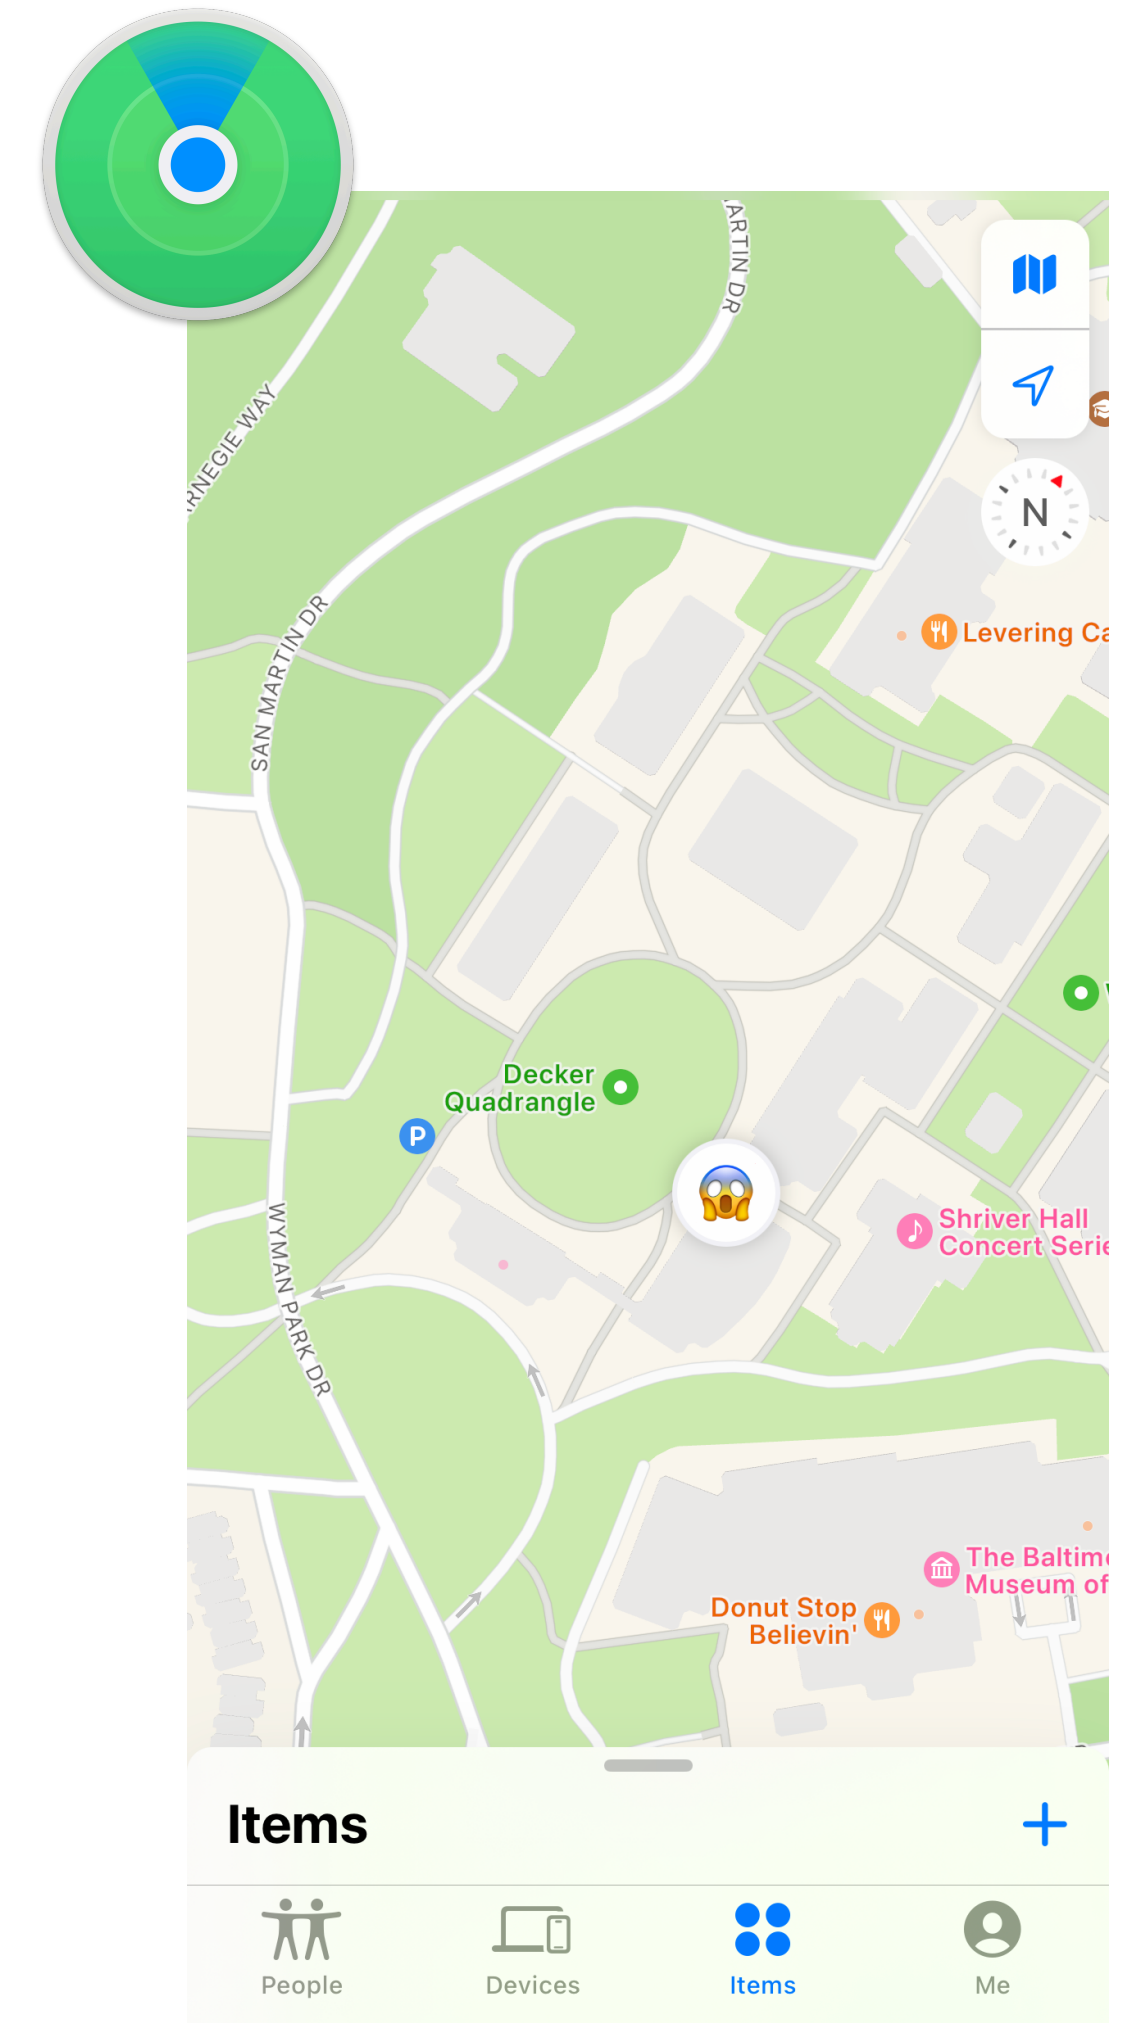 ARTIN DR
RNEGIE WAY
N
Levering Ca
SAN MARTIN DR
Decker
Quadrangle
P
Shriver Hall
Concert Serie
WYMAN PARK DR
The Baltimo
Museum of
Donut Stop
Believin'
Items
People
Devices
Items
Me